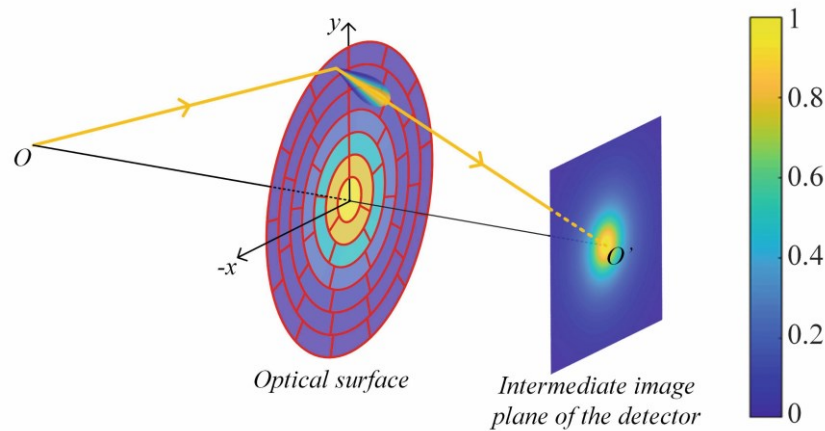 y
1
0.8
0.6
0.4
0.2
0
O
-x
O'
Optical surface
Intermediate image
plane of the detector